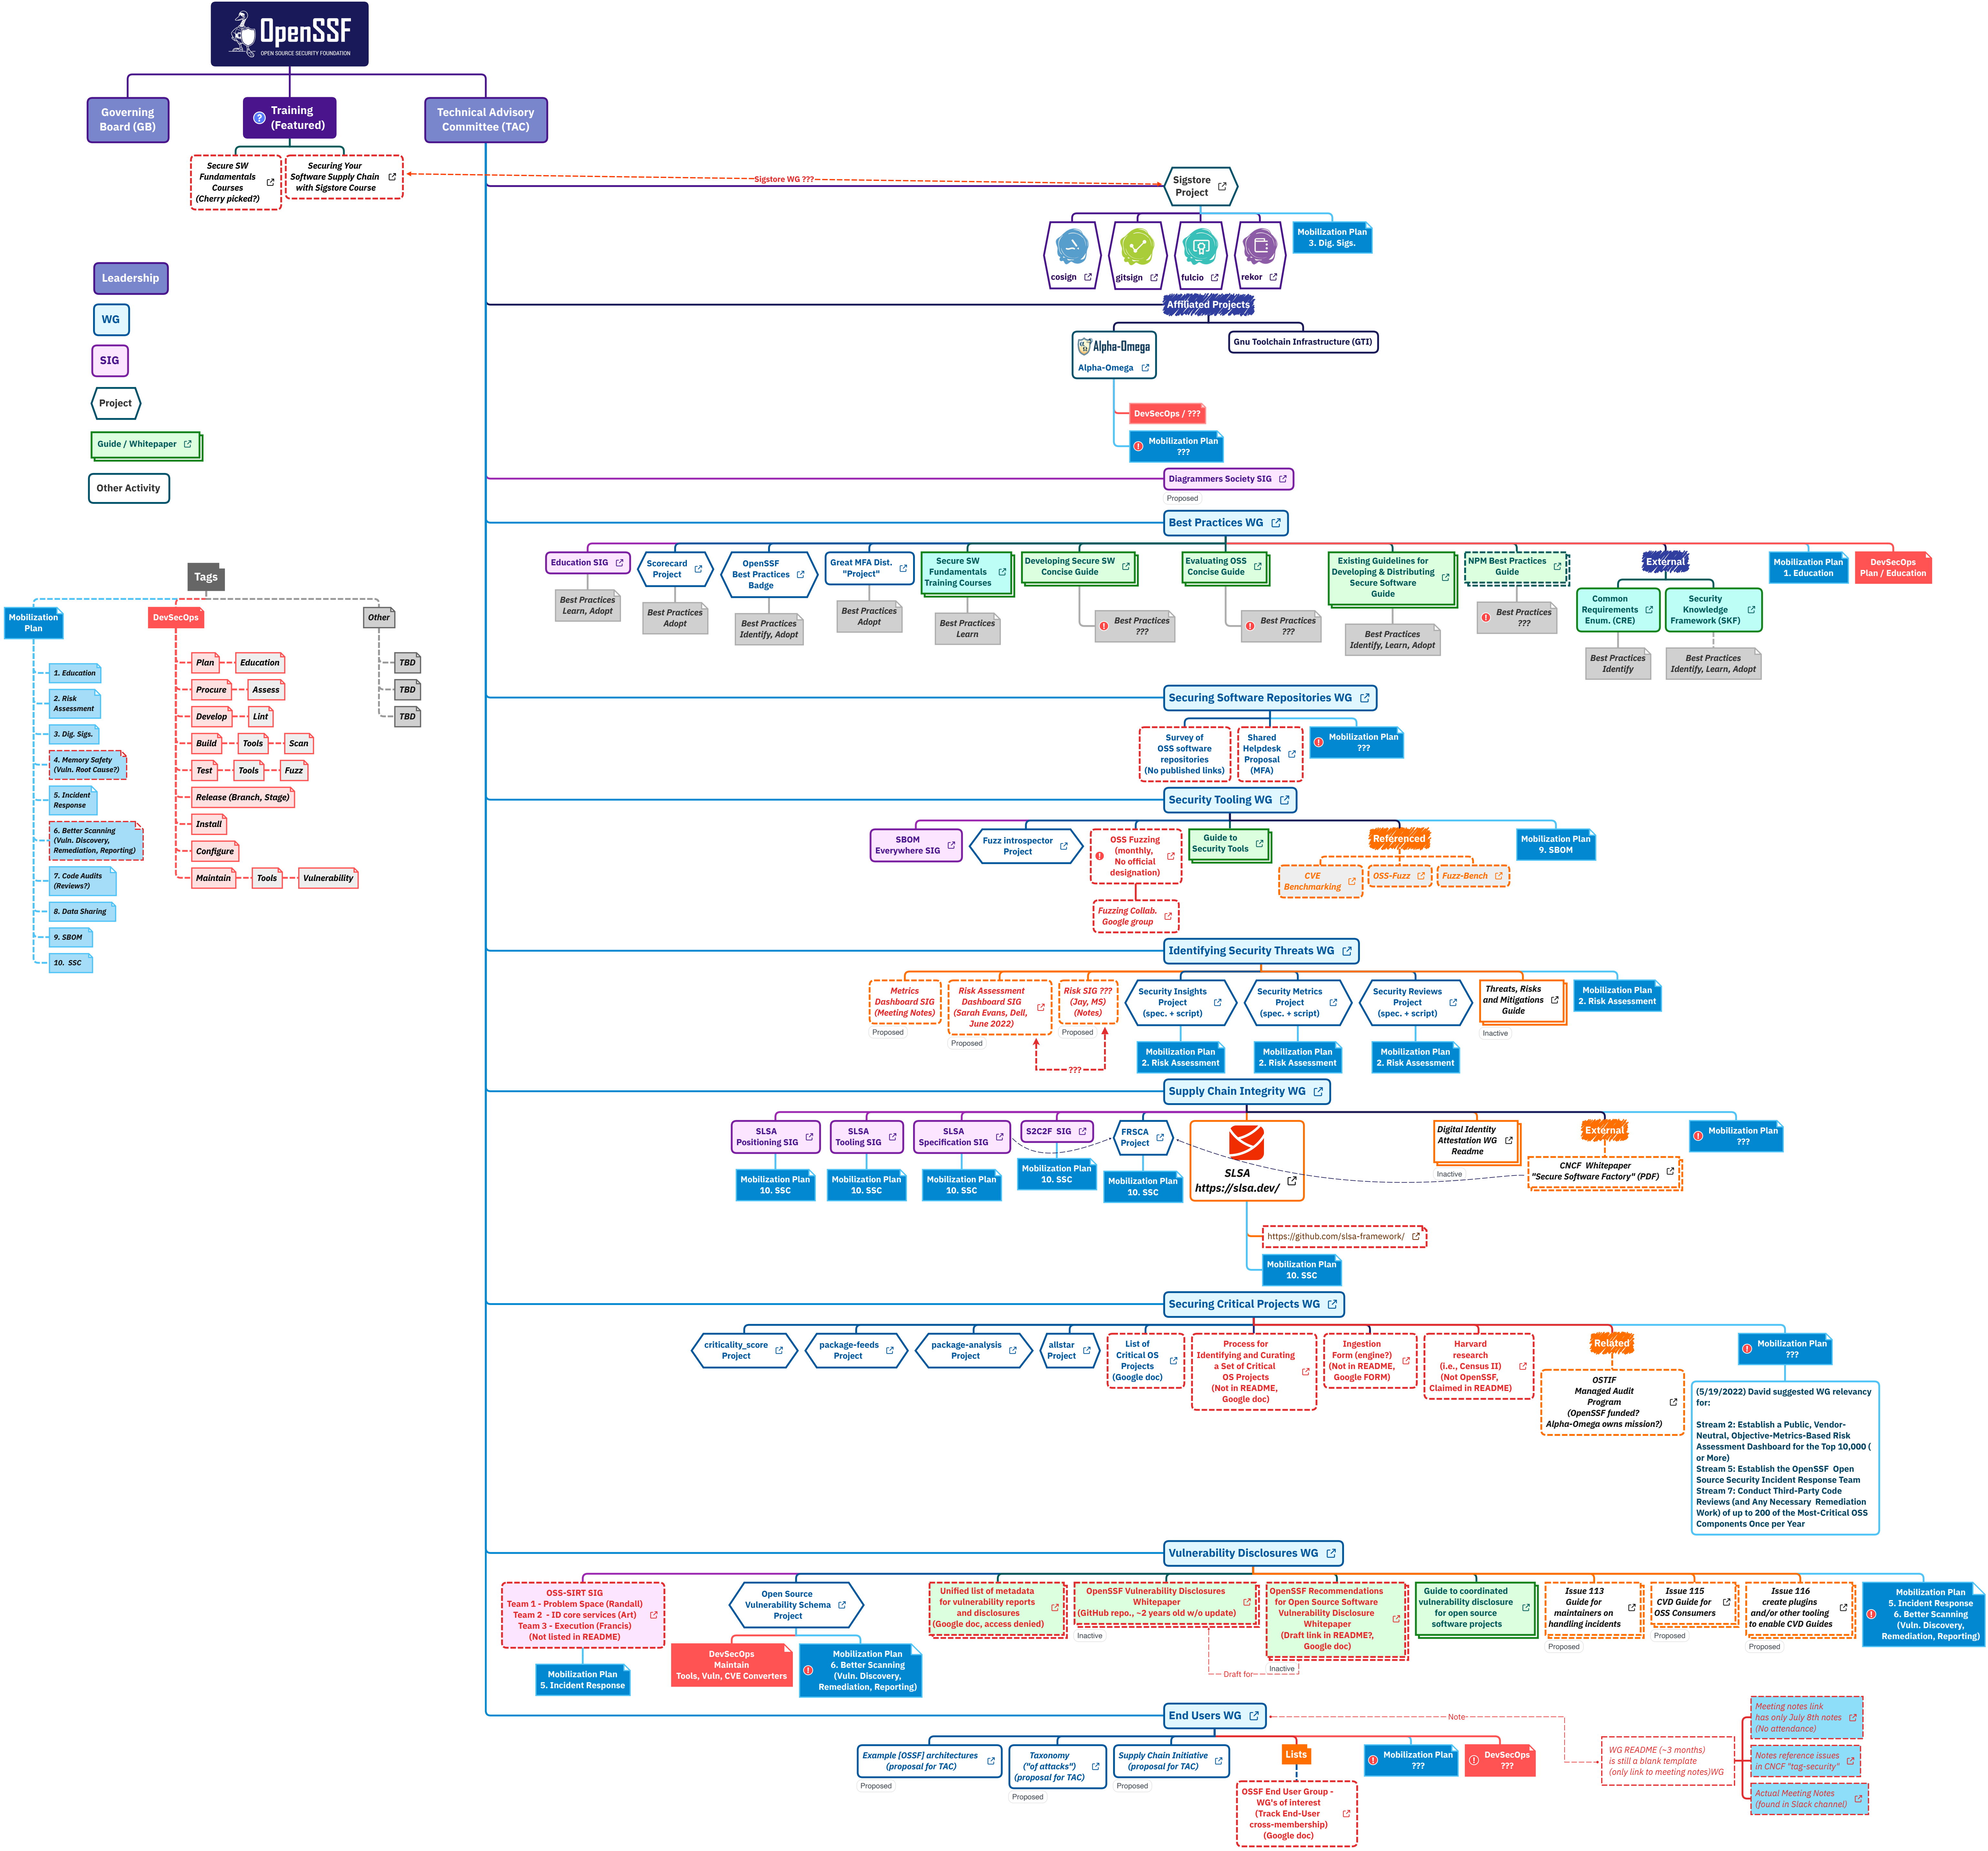 OpenSSF
OPEN SOURCE SECURITY FOUNDATION
Governing
Board (GB)
Training
(Featured)
Technical Advisory
Committee (TAC)
Secure SW
Fundamentals
Courses
(Cherry picked?)
Securing Your
Software Supply Chain
with Sigstore Course
Sigstore WG ???
Sigstore
Project
cosign
gitsign
fulcio
rekor
Mobilization Plan
3. Dig. Sigs.
Leadership
WG
SIG
Project
Guide / Whitepaper
Other Activity
Affiliated Projects
Alpha-Omega
Alpha-Omega
Gnu Toolchain Infrastructure (GTI)
DevSecOps / ???
Mobilization Plan
???
Diagrammers Society SIG
Proposed
Best Practices WG
Education SIG
Best Practices
Learn, Adopt
Scorecard
Project
Best Practices
Adopt
OpenSSF
Best Practices
Badge
Best Practices
Identify, Adopt
Great MFA Dist.
"Project"
Best Practices
Adopt
Secure SW
Fundamentals
Training Courses
Best Practices
Learn
Developing Secure SW
Concise Guide
Best Practices
???
Evaluating OSS
Concise Guide
Best Practices
???
Existing Guidelines for
Developing & Distributing
Secure Software
Guide
Best Practices
Identify, Learn, Adopt
NPM Best Practices
Guide
Best Practices
???
External
Common
Requirements
Enum. (CRE)
Best Practices
Identify
Security
Knowledge
Framework (SKF)
Best Practices
Identify, Learn, Adopt
Mobilization Plan
1. Education
DevSecOps
Plan / Education
Tags
Mobilization
Plan
1. Education
2. Risk
Assessment
3. Dig. Sigs.
4. Memory Safety
(Vuln. Root Cause?)
5. Incident
Response
6. Better Scanning
(Vuln. Discovery,
Remediation, Reporting)
7. Code Audits
(Reviews?)
8. Data Sharing
9. SBOM
10. SSC
DevSecOps
Plan
Education
Procure
Assess
Develop
Lint
Build
Tools
Scan
Test
Tools
Fuzz
Release (Branch, Stage)
Install
Configure
Maintain
Tools
Vulnerability
Other
TBD
TBD
TBD
Securing Software Repositories WG
Survey of
OSS software
repositories
(No published links)
Shared
Helpdesk
Proposal
(MFA)
Mobilization Plan
???
Security Tooling WG
SBOM
Everywhere SIG
Fuzz introspector
Project
OSS Fuzzing
(monthly,
No official
designation)
Fuzzing Collab.
Google group
Guide to
Security Tools
Referenced
CVE
Benchmarking
OSS-Fuzz
Fuzz-Bench
Mobilization Plan
9. SBOM
Identifying Security Threats WG
Metrics
Dashboard SIG
(Meeting Notes)
Proposed
Risk Assessment
Dashboard SIG
(Sarah Evans, Dell,
June 2022)
Proposed
Risk SIG ???
(Jay, MS)
(Notes)
Proposed
???
Security Insights
Project
(spec. + script)
Mobilization Plan
2. Risk Assessment
Security Metrics
Project
(spec. + script)
Mobilization Plan
2. Risk Assessment
Security Reviews
Project
(spec. + script)
Mobilization Plan
2. Risk Assessment
Threats, Risks
and Mitigations
Guide
Inactive
Mobilization Plan
2. Risk Assessment
Supply Chain Integrity WG
SLSA
Positioning SIG
Mobilization Plan
10. SSC
SLSA
Tooling SIG
Mobilization Plan
10. SSC
SLSA
Specification SIG
Mobilization Plan
10. SSC
S2C2F SIG
Mobilization Plan
10. SSC
FRSCA
Project
Mobilization Plan
10. SSC
SLSA
https://slsa.dev/
https://github.com/slsa-framework/
Mobilization Plan
10. SSC
Digital Identity
Attestation WG
Readme
Inactive
External
CNCF Whitepaper
"Secure Software Factory" (PDF)
Mobilization Plan
???
Securing Critical Projects WG
criticality_score
Project
package-feeds
Project
package-analysis
Project
allstar
Project
List of
Critical OS
Projects
(Google doc)
Process for
Identifying and Curating
a Set of Critical
OS Projects
(Not in README,
Google doc)
Ingestion
Form (engine?)
(Not in README,
Google FORM)
Harvard
research
(i.e., Census II)
(Not OpenSSF,
Claimed in README)
Related
OSTIF
Managed Audit
Program
(OpenSSF funded?
Alpha-Omega owns mission?)
Mobilization Plan
???
(5/19/2022) David suggested WG relevancy
for:
Stream 2: Establish a Public, Vendor-
Neutral, Objective-Metrics-Based Risk
Assessment Dashboard for the Top 10,000 (
or More)
Stream 5: Establish the OpenSSF Open
Source Security Incident Response Team
Stream 7: Conduct Third-Party Code
Reviews (and Any Necessary Remediation
Work) of up to 200 of the Most-Critical OSS
Components Once per Year
Vulnerability Disclosures WG
OSS-SIRT SIG
Team 1 - Problem Space (Randall)
Team 2 - ID core services (Art)
Team 3 - Execution (Francis)
(Not listed in README)
Mobilization Plan
5. Incident Response
Open Source
Vulnerability Schema
Project
DevSecOps
Maintain
Tools, Vuln, CVE Converters
Mobilization Plan
6. Better Scanning
(Vuln. Discovery,
Remediation, Reporting)
Unified list of metadata
for vulnerability reports
and disclosures
(Google doc, access denied)
OpenSSF Vulnerability Disclosures
Whitepaper
(GitHub repo., ~2 years old w/o update)
Inactive
Draft for
OpenSSF Recommendations
for Open Source Software
Vulnerability Disclosure
Whitepaper
(Draft link in README?,
Google doc)
Inactive
Guide to coordinated
vulnerability disclosure
for open source
software projects
Issue 113
Guide for
maintainers on
handling incidents
Proposed
Issue 115
CVD Guide for
OSS Consumers
Proposed
Issue 116
create plugins
and/or other tooling
to enable CVD Guides
Proposed
Mobilization Plan
5. Incident Response
6. Better Scanning
(Vuln. Discovery,
Remediation, Reporting)
End Users WG
Note
Example [OSSF] architectures
(proposal for TAC)
Proposed
Taxonomy
("of attacks")
(proposal for TAC)
Proposed
Supply Chain Initiative
(proposal for TAC)
Proposed
Lists
OSSF End User Group -
WG's of interest
(Track End-User
cross-membership)
(Google doc)
Mobilization Plan
???
DevSecOps
???
WG README (~3 months)
is still a blank template
(only link to meeting notes)WG
Meeting notes link
has only July 8th notes
(No attendance)
Notes reference issues
in CNCF "tag-security"
Actual Meeting Notes
(found in Slack channel)